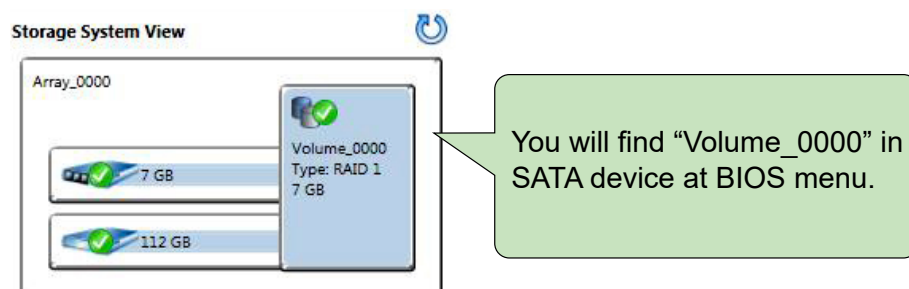 Storage System View
Array_0000
Volume_0000
Type: RAID 1
7 GB
7 GB
112 GB
You will find “Volume_0000” in
SATA device at BIOS menu.